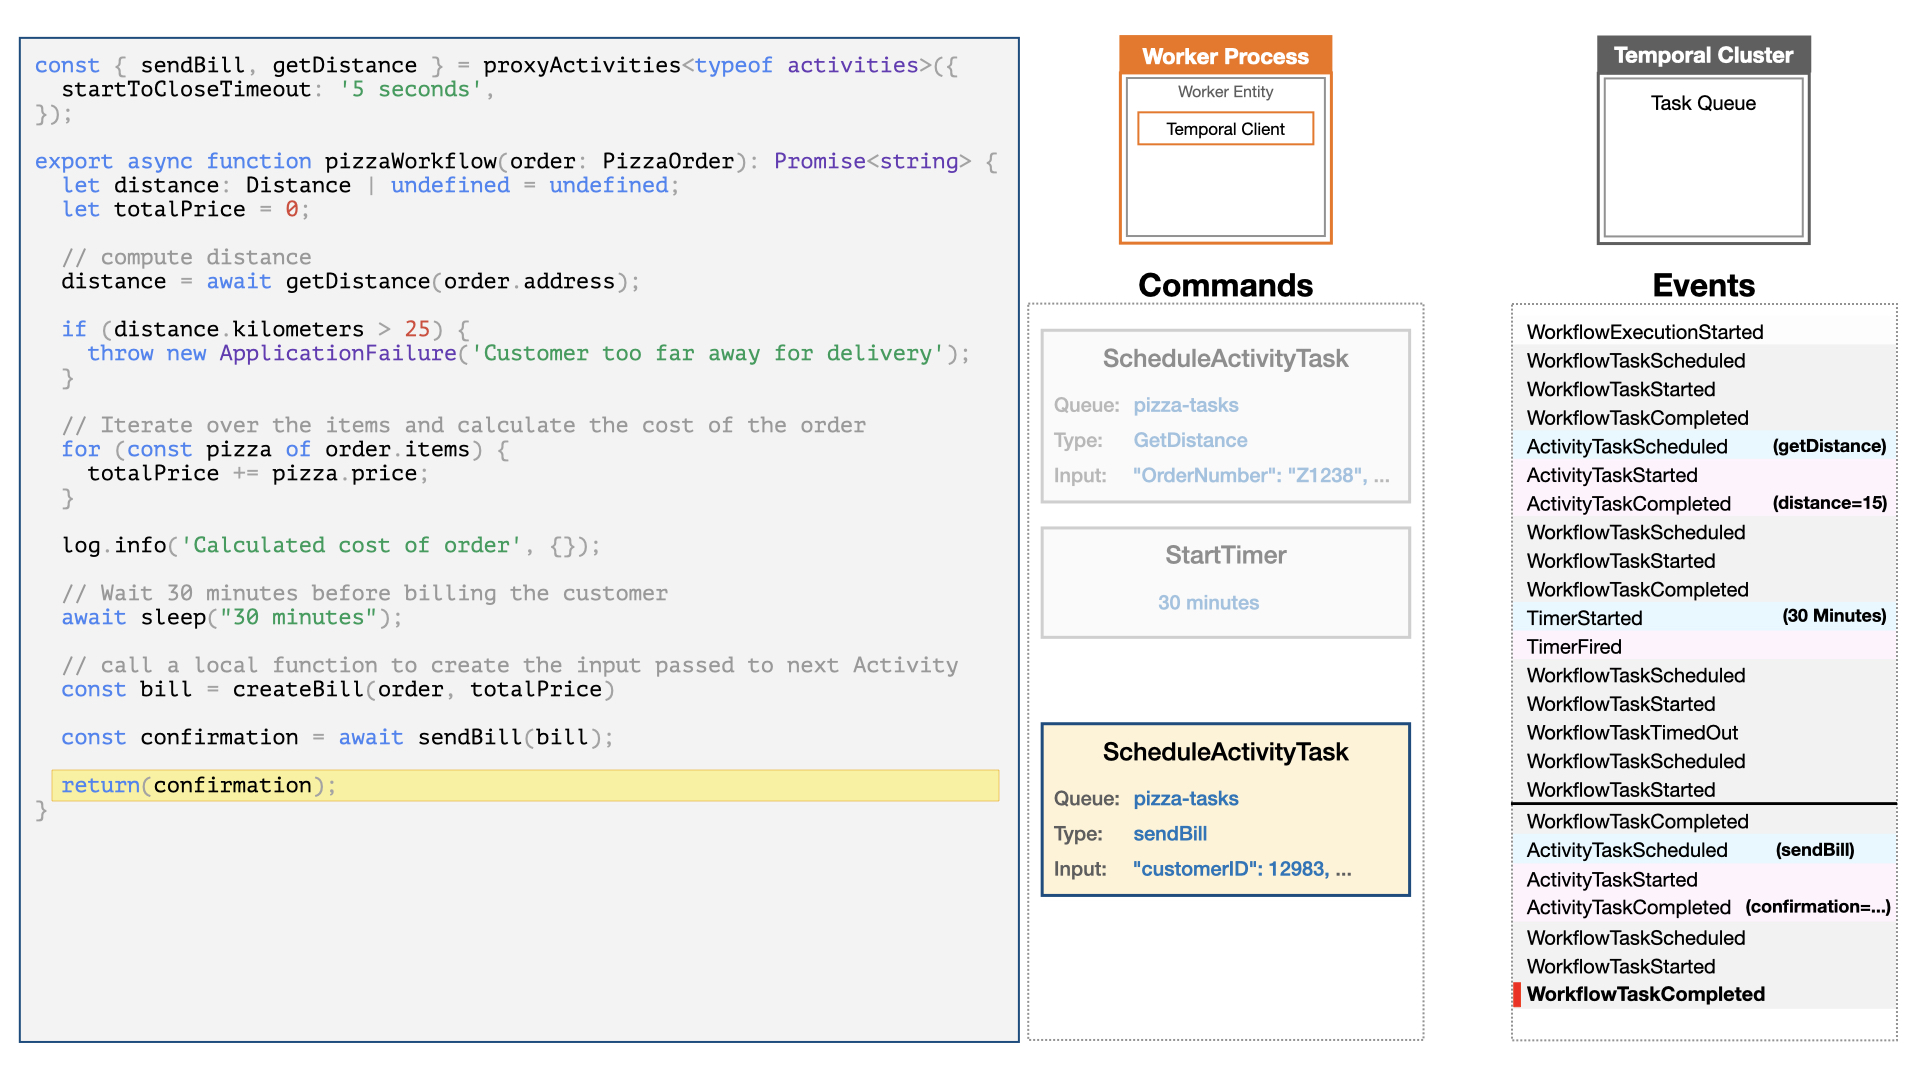 const { sendBill, getDistance } = proxyActivities<typeof activities>({
  startToCloseTimeout: '5 seconds',
});
export async function pizzaWorkflow(order: PizzaOrder): Promise<string> {
  let distance: Distance | undefined = undefined;
  let totalPrice = 0;
  // compute distance
  distance = await getDistance(order.address);
  if (distance.kilometers > 25) {
    throw new ApplicationFailure('Customer too far away for delivery');
  }
  // Iterate over the items and calculate the cost of the order
  for (const pizza of order.items) {
    totalPrice += pizza.price;
  }
  log.info('Calculated cost of order', {});
  // Wait 30 minutes before billing the customer
  await sleep("30 minutes");
  // call a local function to create the input passed to next Activity
  const bill = createBill(order, totalPrice)
  const confirmation = await sendBill(bill);
  return(confirmation);
}
Worker Process
Worker Entity
Temporal Client
Commands
ScheduleActivityTask
Queue: pizza-tasks
Type: GetDistance
Input: "OrderNumber": "Z1238", ...
StartTimer
30 minutes
ScheduleActivityTask
Queue: pizza-tasks
Type: sendBill
Input: "customerID": 12983, ...
Temporal Cluster
Task Queue
Events
WorkflowExecutionStarted
WorkflowTaskScheduled
WorkflowTaskStarted
WorkflowTaskCompleted
ActivityTaskScheduled (getDistance)
ActivityTaskStarted
ActivityTaskCompleted (distance=15)
WorkflowTaskScheduled
WorkflowTaskStarted
WorkflowTaskCompleted
TimerStarted (30 Minutes)
TimerFired
WorkflowTaskScheduled
WorkflowTaskStarted
WorkflowTaskTimedOut
WorkflowTaskScheduled
WorkflowTaskStarted
WorkflowTaskCompleted
ActivityTaskScheduled (sendBill)
ActivityTaskStarted
ActivityTaskCompleted (confirmation=...)
WorkflowTaskScheduled
WorkflowTaskStarted
WorkflowTaskCompleted